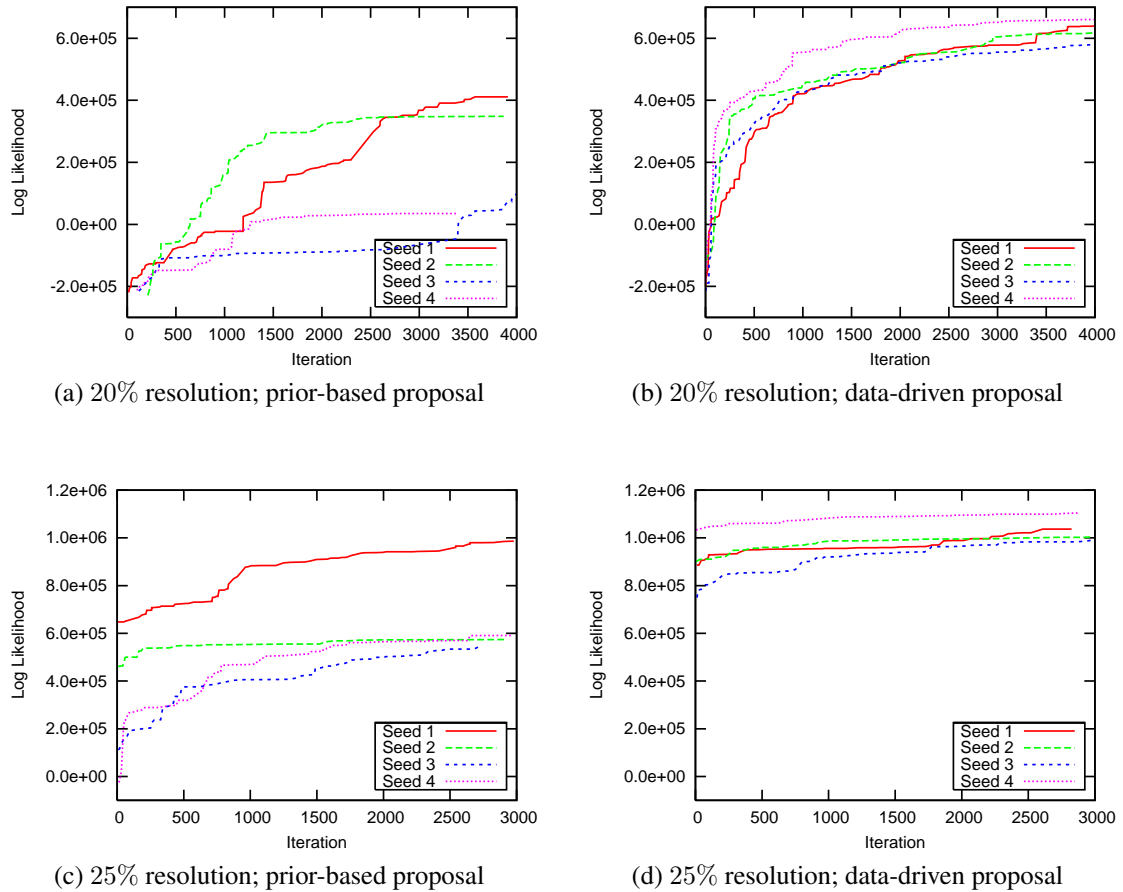 6.0e+05
4.0e+05
2.0e+05
0.0e+00
-2.0e+05
Log Likelihood
0 500 1000 1500 2000 2500 3000 3500 4000
Iteration
Seed 1
Seed 2
Seed 3
Seed 4
(a) 20% resolution; prior-based proposal
6.0e+05
4.0e+05
2.0e+05
0.0e+00
-2.0e+05
Log Likelihood
0 500 1000 1500 2000 2500 3000 3500 4000
Iteration
Seed 1
Seed 2
Seed 3
Seed 4
(b) 20% resolution; data-driven proposal
1.2e+06
1.0e+06
8.0e+05
6.0e+05
4.0e+05
2.0e+05
0.0e+00
Log Likelihood
0 500 1000 1500 2000 2500 3000
Iteration
Seed 1
Seed 2
Seed 3
Seed 4
(c) 25% resolution; prior-based proposal
1.2e+06
1.0e+06
8.0e+05
6.0e+05
4.0e+05
2.0e+05
0.0e+00
Log Likelihood
0 500 1000 1500 2000 2500 3000
Iteration
Seed 1
Seed 2
Seed 3
Seed 4
(d) 25% resolution; data-driven proposal